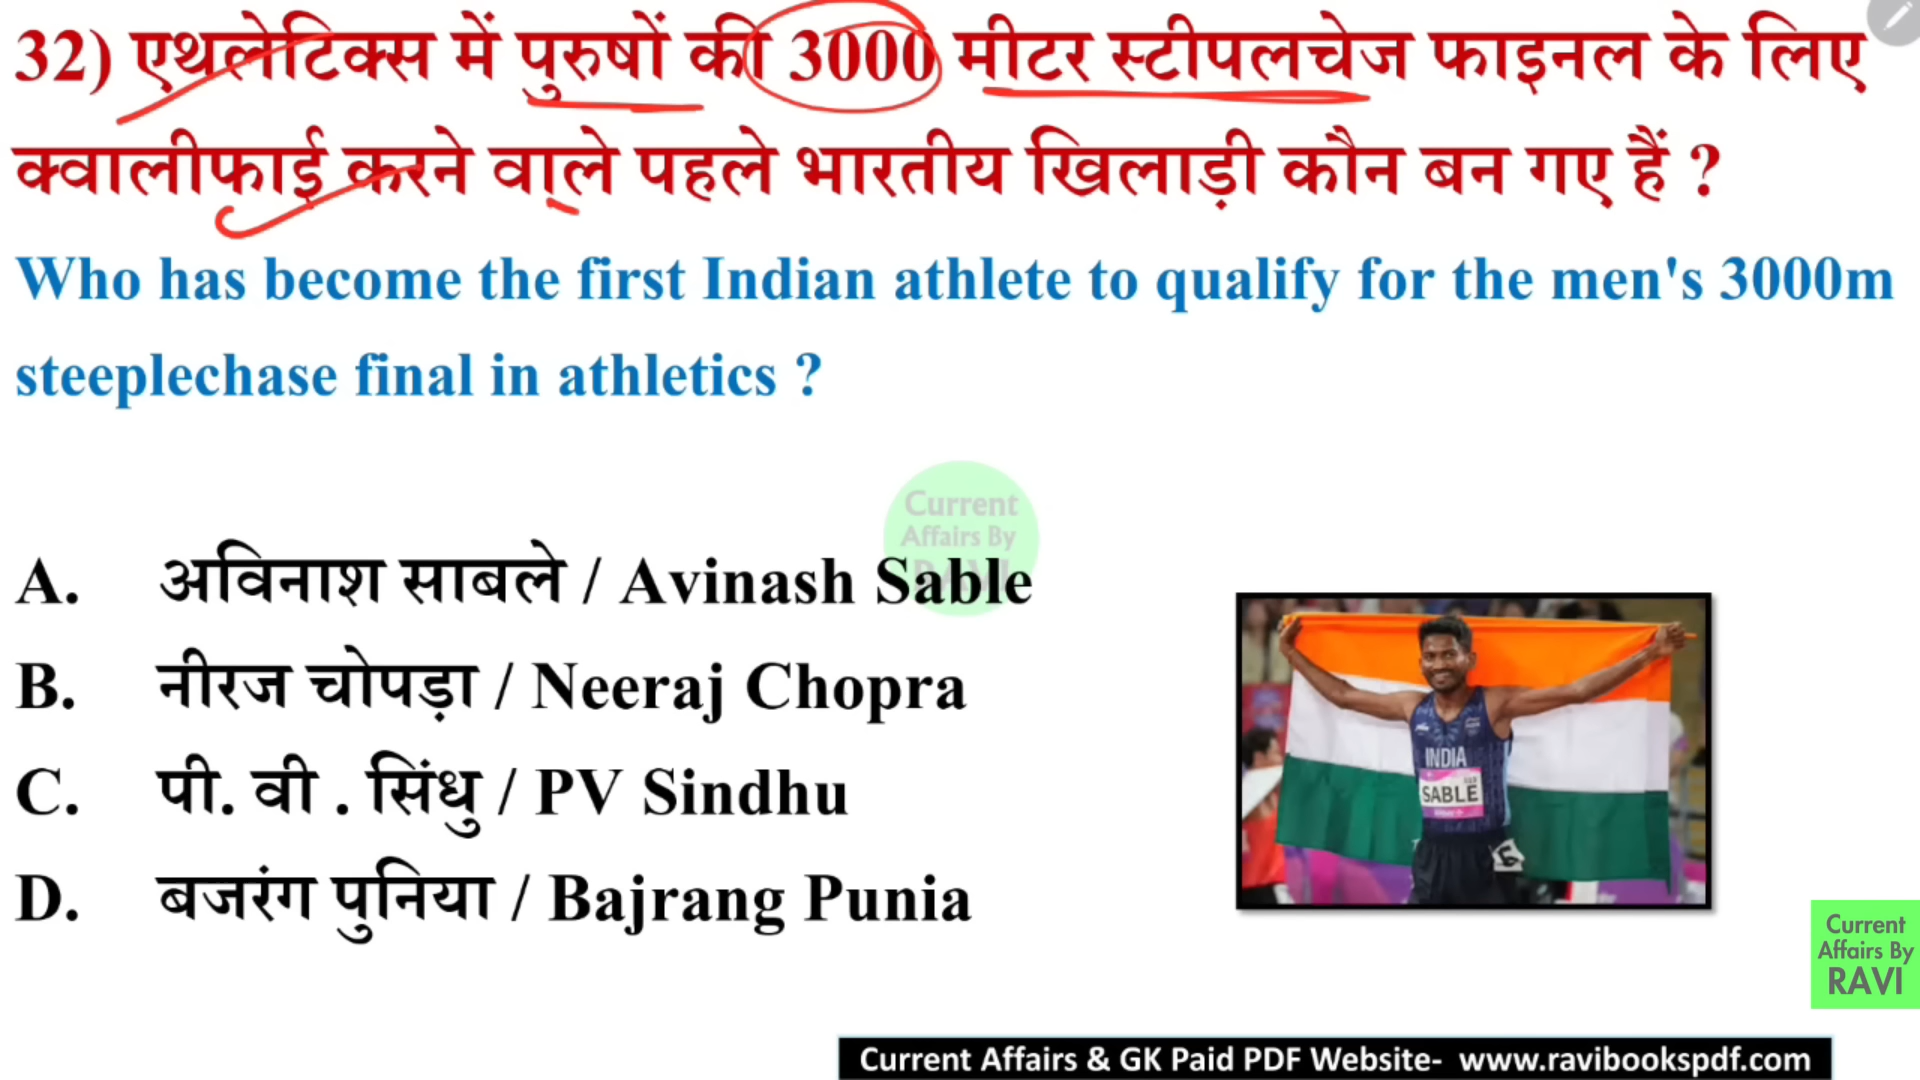 32) एथलेटिक्स में पुरुषों की 3000 मीटर स्टीपलचेज फाइनल के लिए
क्वालीफाई करने वाले पहले भारतीय खिलाड़ी कौन बन गए हैं ?
Who has become the first Indian athlete to qualify for the men's 3000m
steeplechase final in athletics ?
Current
Affairs By
RAVI
A. अविनाश साबले / Avinash Sable
B. नीरज चोपड़ा / Neeraj Chopra
C. पी. वी . सिंधु / PV Sindhu
D. बजरंग पुनिया / Bajrang Punia
INDIA
SABLE
Current
Affairs By
RAVI
Current Affairs & GK Paid PDF Website- www.ravibookspdf.com